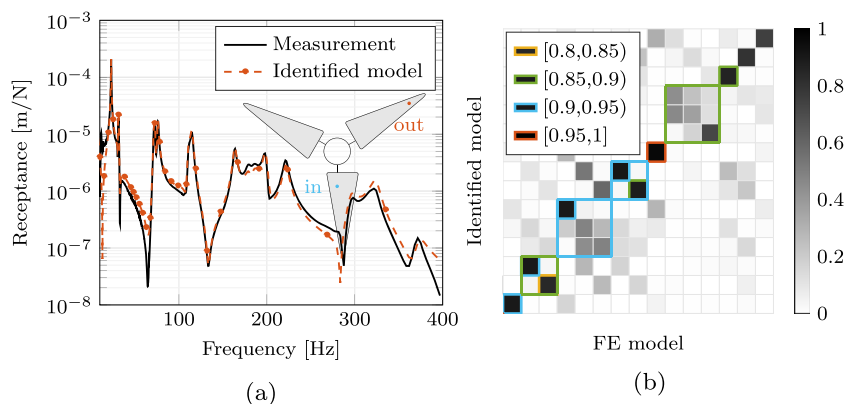 10−3
10−4
10−5
10−6
10−7
10−8
Receptance [m/N]
Measurement
Identified model
out
in
100
200
300
400
Frequency [Hz]
(a)
Identified model
[0.8,0.85)
[0.85,0.9)
[0.9,0.95)
[0.95,1]
1
0.8
0.6
0.4
0.2
0
FE model
(b)